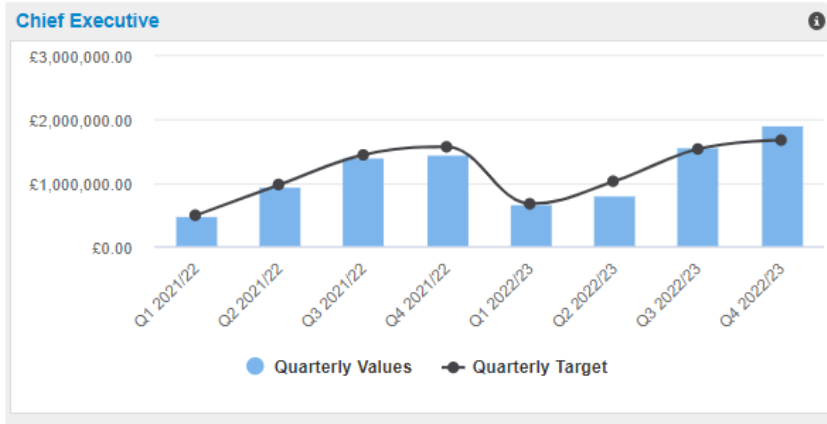 Chief Executive
£3,000,000.00
£2,000,000.00
£1,000,000.00
£0.00
Q1 2021/22
Q2 2021/22
Q3 2021/22
Q4 2021/22
Q1 2022/23
Q2 2022/23
Q3 2022/23
Q4 2022/23
Quarterly Values
Quarterly Target